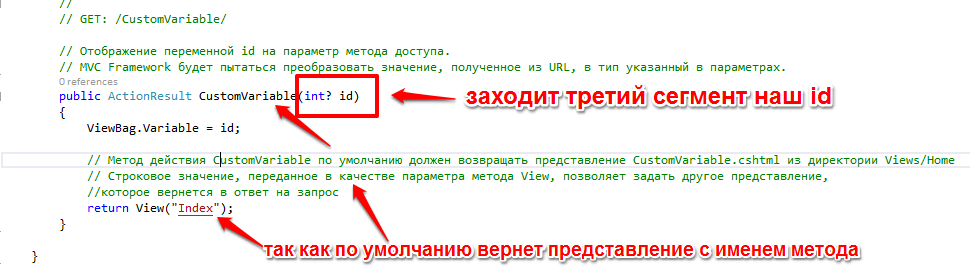 //
// GET: /CustomVariable/
// Отображение переменной id на параметр метода доступа.
// MVC Framework будет пытаться преобразовать значение, полученное из URL, в тип указанный в параметрах.
0 references
public ActionResult CustomVariable(int? id)
заходит третий сегмент наш id
{
ViewBag.Variable = id;
// Метод действия CustomVariable по умолчанию должен возвращать представление CustomVariable.cshtml из директории Views/Home
// Строковое значение, переданное в качестве параметра метода View, позволяет задать другое представление,
//которое вернется в ответ на запрос
return View("Index");
}
так как по умолчанию вернет представление с именем метода
}